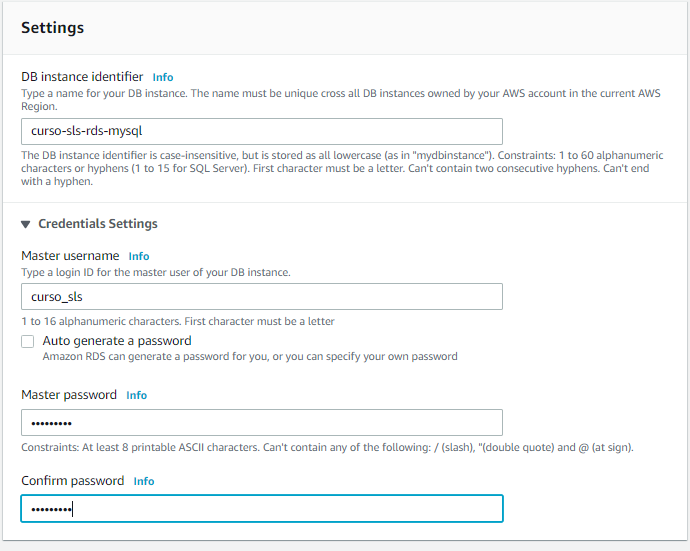 Settings
DB instance identifier Info
Type a name for your DB instance. The name must be unique cross all DB instances owned by your AWS account in the current AWS
Region.
curso-sls-rds-mysql
The DB instance identifier is case-insensitive, but is stored as all lowercase (as in "mydbinstance"). Constraints: 1 to 60 alphanumeric
characters or hyphens (1 to 15 for SQL Server). First character must be a letter. Can't contain two consecutive hyphens. Can't end
with a hyphen.
Credentials Settings
Master username Info
Type a login ID for the master user of your DB instance.
curso_sls
1 to 16 alphanumeric characters. First character must be a letter
Auto generate a password
Amazon RDS can generate a password for you, or you can specify your own password
Master password Info
•••••••••
Constraints: At least 8 printable ASCII characters. Can't contain any of the following: / (slash), "(double quote) and @ (at sign).
Confirm password Info
•••••••••